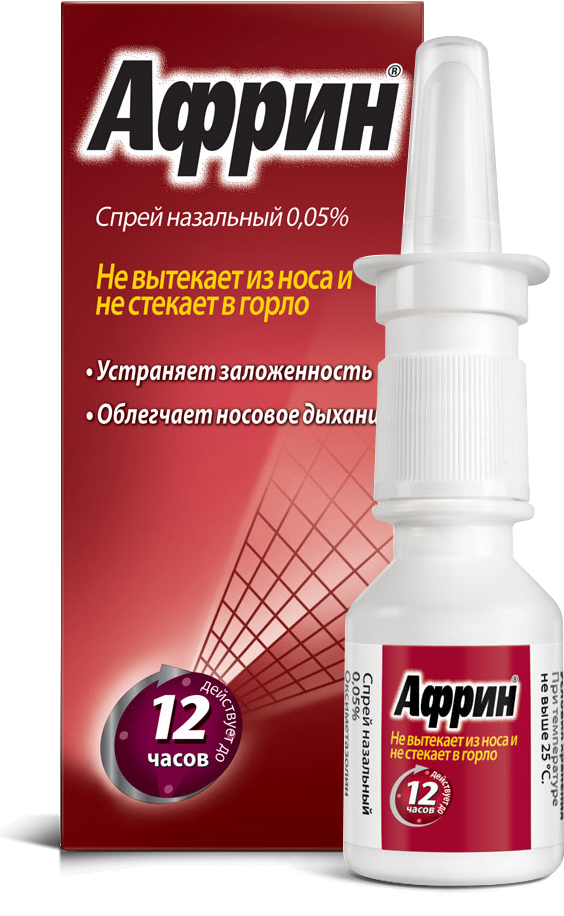 Африн®
Спрей назальный 0,05%
Не вытекает из носа и
не стекает в горло
• Устраняет заложенность
• Облегчает носовое дыхани
действует до
12
часов
Африн®
Не вытекает из носа и
не стекает в горло
действует до
12
часов
Спрей назальный
0,05%
Оксиметазолин
При температуре
не выше 25 °C.